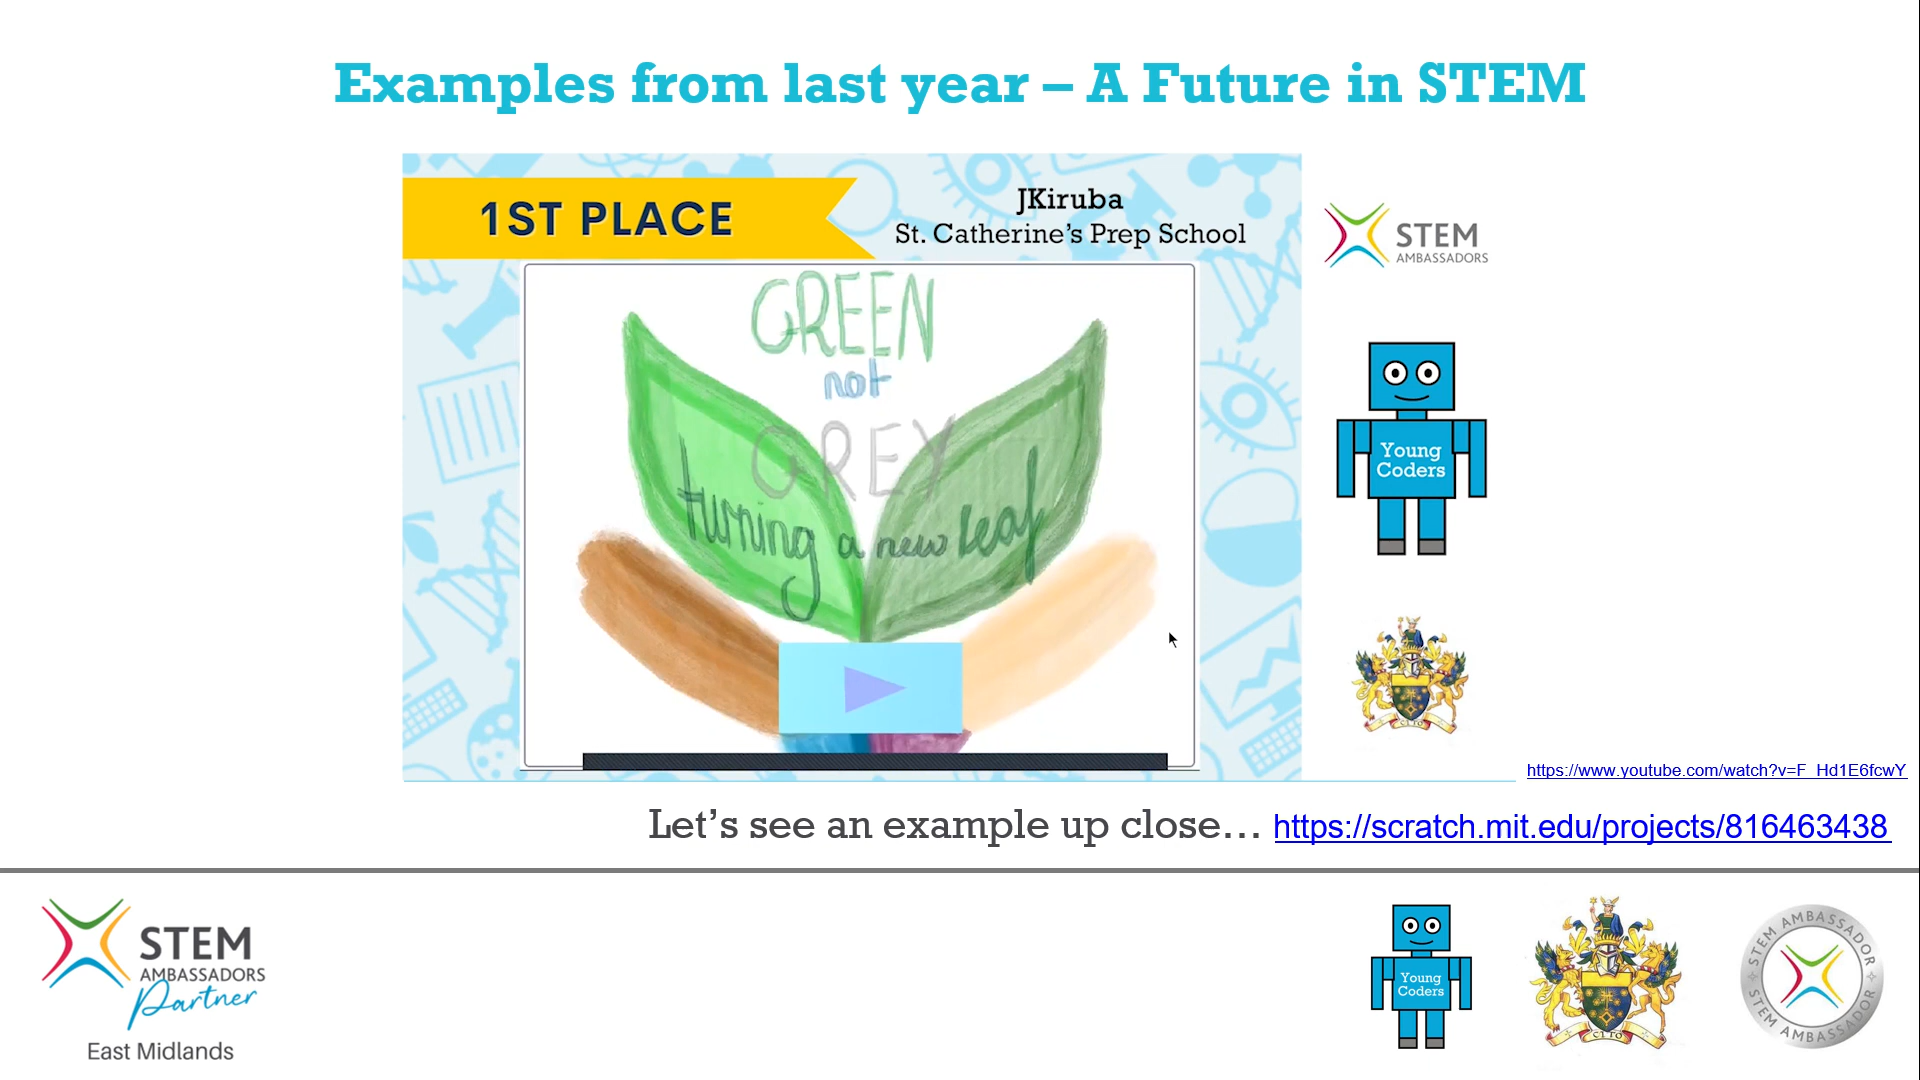 Examples from last year – A Future in STEM
1ST PLACE
JKiruba
St. Catherine’s Prep School
GREEN
not
GREY
turning a new leaf
STEM
AMBASSADORS
Young
Coders
https://www.youtube.com/watch?v=F_Hd1E6fcwY
Let’s see an example up close… https://scratch.mit.edu/projects/816463438
STEM
AMBASSADORS
Partner
East Midlands
Young
Coders
CITO
STEM AMBASSADOR
STEM AMBASSADOR